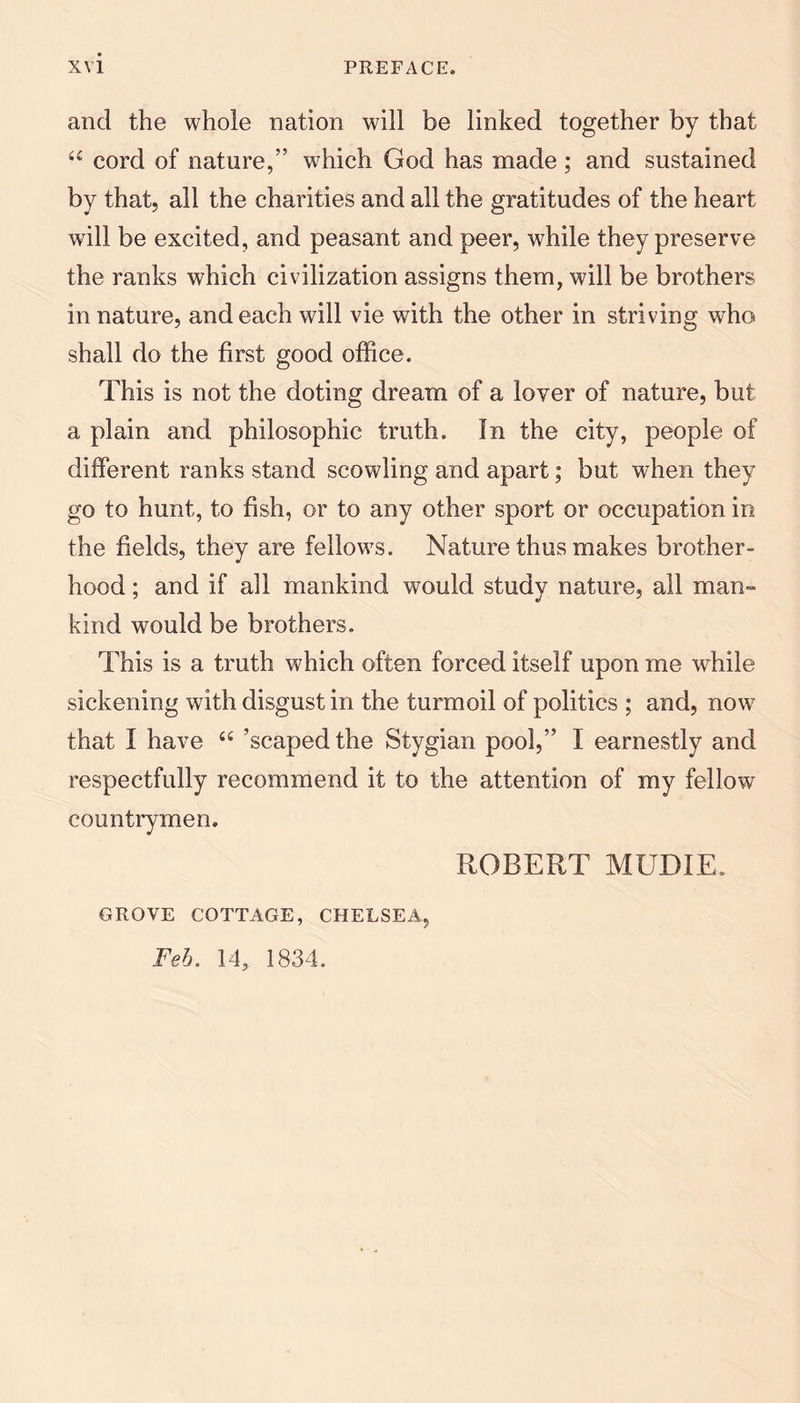 xvi PREFACE.
and the whole nation will be linked together by that
“ cord of nature,” which God has made ; and sustained
by that, all the charities and all the gratitudes of the heart
will be excited, and peasant and peer, while they preserve
the ranks which civilization assigns them, will be brothers
in nature, and each will vie with the other in striving who
shall do the first good office.
This is not the doting dream of a lover of nature, but
a plain and philosophic truth. In the city, people of
different ranks stand scowling and apart ; but when they
go to hunt, to fish, or to any other sport or occupation in
the fields, they are fellows. Nature thus makes brother-
hood ; and if all mankind would study nature, all man-
kind would be brothers.
This is a truth which often forced itself upon me while
sickening with disgust in the turmoil of politics ; and, now
that I have “ ’scaped the Stygian pool,” I earnestly and
respectfully recommend it to the attention of my fellow
countrymen.
ROBERT MUDIE.
GROVE COTTAGE, CHELSEA,
Feb. 14, 1834.